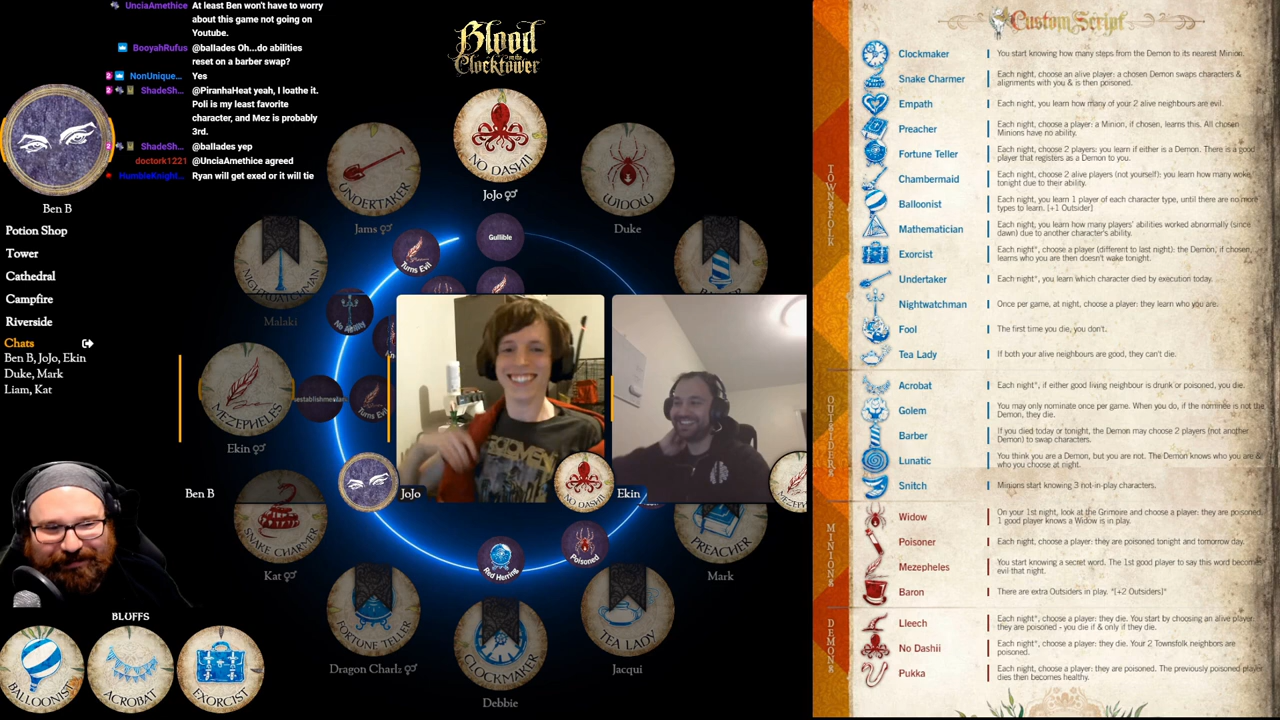 UnciaAmethice At least Ben won't have to worry
about this game not going on
Youtube.
BooyahRufus @ballades Oh...do abilities
reset on a barber swap?
NonUnique... Yes
ShadeSh... @PiranhaHeat yeah, I loathe it.
Poli is my least favorite
character, and Mez is probably
3rd.
ShadeSh... @ballades yep
doctork1221 @UnciaAmethice agreed
HumbleKnight... Ryan will get exed or it will tie
Ben B
Potion Shop
Tower
Cathedral
Campfire
Riverside
Chats
Ben B, JoJo, Ekin
Duke, Mark
Liam, Kat
Blood
on the
Clocktower
NO DASHII
JoJo
UNDERTAKER
Jams
WIDOW
Duke
NIGHTWATCHMAN
Malaki
Turns Evil
Gullible
No Ability
MEZEPHELES
Ekin
Turns Evil
Ben B
JoJo
NO DASHII
Ekin
SNAKE CHARMER
Kat
Red Herring
Poisoned
PREACHER
Mark
FORTUNE TELLER
Dragon Charlz
CLOCKMAKER
Debbie
TEA LADY
Jacqui
BLUFFS
BALLOONIST
ACROBAT
EXORCIST
Custom Script
TOWNSFOLK
Clockmaker You start knowing how many steps from the Demon to its nearest Minion.
Snake Charmer Each night, choose an alive player: a chosen Demon swaps characters &
alignments with you & is then poisoned.
Empath Each night, you learn how many of your 2 alive neighbours are evil.
Preacher Each night, choose a player: a Minion, if chosen, learns this. All chosen
Minions have no ability.
Fortune Teller Each night, choose 2 players: you learn if either is a Demon. There is a good
player that registers as a Demon to you.
Chambermaid Each night, choose 2 alive players (not yourself): you learn how many woke
tonight due to their ability.
Balloonist Each night, you learn 1 player of each character type, until there are no more
types to learn. [+1 Outsider]
Mathematician Each night, you learn how many players' abilities worked abnormally (since
dawn) due to another character's ability.
Exorcist Each night*, choose a player (different to last night): the Demon, if chosen,
learns who you are then doesn't wake tonight.
Undertaker Each night*, you learn which character died by execution today.
Nightwatchman Once per game, at night, choose a player: they learn who you are.
Fool The first time you die, you don't.
Tea Lady If both your alive neighbours are good, they can't die.
OUTSIDERS
Acrobat Each night*, if either good living neighbour is drunk or poisoned, you die.
Golem You may only nominate once per game. When you do, if the nominee is not the
Demon, they die.
Barber If you died today or tonight, the Demon may choose 2 players (not another
Demon) to swap characters.
Lunatic You think you are a Demon, but you are not. The Demon knows who you are &
who you choose at night.
Snitch Minions start knowing 3 not-in-play characters.
MINIONS
Widow On your 1st night, look at the Grimoire and choose a player: they are poisoned.
1 good player knows a Widow is in play.
Poisoner Each night, choose a player: they are poisoned tonight and tomorrow day.
Mezepheles You start knowing a secret word. The 1st good player to say this word becomes
evil that night.
Baron There are extra Outsiders in play. *[+2 Outsiders]*
DEMONS
Lleech Each night*, choose a player: they die. You start by choosing an alive player:
they are poisoned - you die if & only if they die.
No Dashii Each night*, choose a player: they die. Your 2 Townsfolk neighbors are
poisoned.
Pukka Each night, choose a player: they are poisoned. The previously poisoned player
dies then becomes healthy.